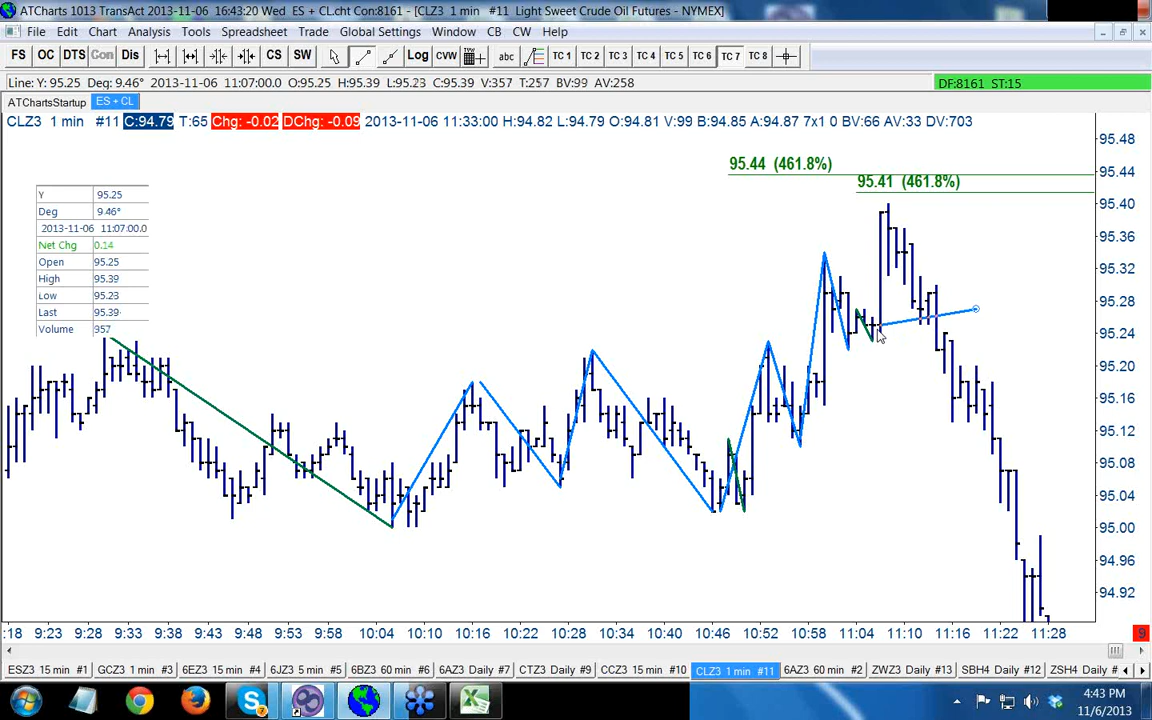 ATCharts 1013 TransAct 2013-11-06 16:43:20 Wed ES + CL.cht Con:8161 - [CLZ3 1 min #11 Light Sweet Crude Oil Futures - NYMEX]
File Edit Chart Analysis Tools Spreadsheet Trade Global Settings Window CB CW Help
FS OC DTS Con Dis CS SW Log CVW abc TC 1 TC 2 TC 3 TC 4 TC 5 TC 6 TC 7 TC 8
Line: Y: 95.25 Deg: 9.46° 2013-11-06 11:07:00.0 O:95.25 H:95.39 L:95.23 C:95.39 V:357 T:257 BV:99 AV:258 DF:8161 ST:15
ATChartsStartup ES + CL
CLZ3 1 min #11 C:94.79 T:65 Chg: -0.02 DChg: -0.09 2013-11-06 11:33:00 H:94.82 L:94.79 O:94.81 V:99 B:94.85 A:94.87 7x1 0 BV:66 AV:33 DV:703
95.48
95.44 (461.8%)
95.44
95.41 (461.8%)
95.40
Y 95.25
Deg 9.46°
2013-11-06 11:07:00.0
Net Chg 0.14
Open 95.25
High 95.39
Low 95.23
Last 95.39
Volume 957
95.36
95.32
95.28
95.24
95.20
95.16
95.12
95.08
95.04
95.00
94.96
94.92
:18 9:23 9:28 9:33 9:38 9:43 9:48 9:53 9:58 10:04 10:10 10:16 10:22 10:28 10:34 10:40 10:46 10:52 10:58 11:04 11:10 11:16 11:22 11:28 9
ESZ3 15 min #1 GCZ3 1 min #3 6EZ3 15 min #4 6JZ3 5 min #5 6BZ3 60 min #6 6AZ3 Daily #7 CTZ3 Daily #9 CCZ3 15 min #10 CLZ3 1 min #11 6AZ3 60 min #2 ZWZ3 Daily #13 SBH4 Daily #12 ZSH4 Daily #
4:43 PM
11/6/2013